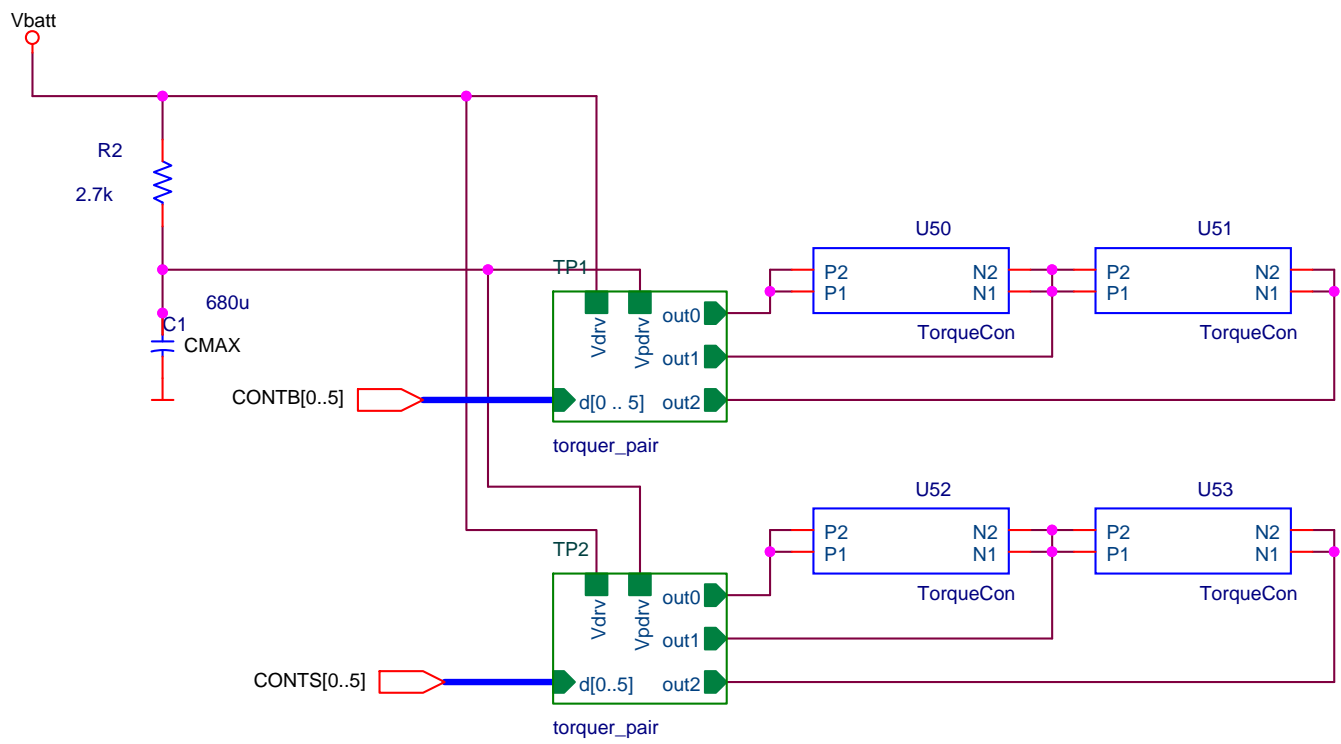 Vbatt
R2
2.7k
680u
C1
CMAX
CONTB[0..5]
TP1
Vdrv
Vpdrv
out0
out1
d[0 .. 5]
out2
torquer_pair
U50
P2
P1
N2
N1
TorqueCon
U51
P2
P1
N2
N1
TorqueCon
CONTS[0..5]
TP2
Vdrv
Vpdrv
out0
out1
d[0..5]
out2
torquer_pair
U52
P2
P1
N2
N1
TorqueCon
U53
P2
P1
N2
N1
TorqueCon